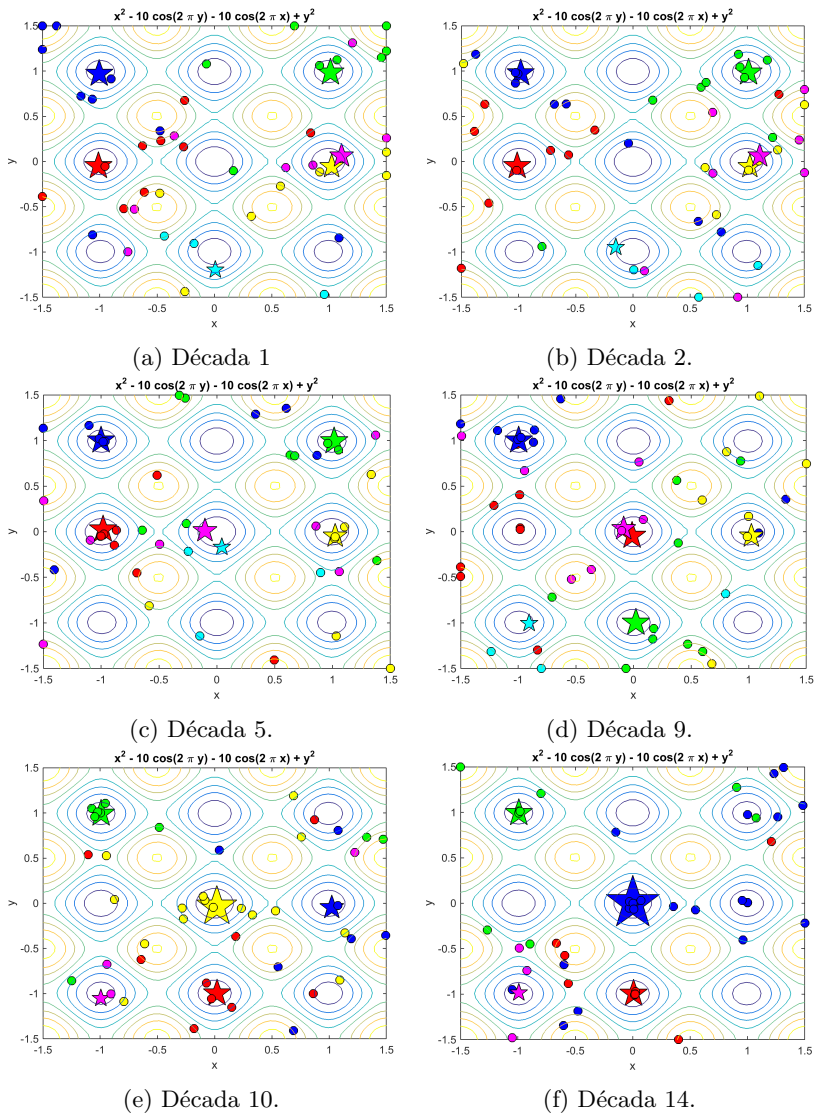 x² - 10 cos(2 π y) - 10 cos(2 π x) + y²
1.5
1
0.5
0
-0.5
-1
-1.5
y
-1.5 -1 -0.5 0 0.5 1 1.5
x
(a) Década 1
x² - 10 cos(2 π y) - 10 cos(2 π x) + y²
1.5
1
0.5
0
-0.5
-1
-1.5
y
-1.5 -1 -0.5 0 0.5 1 1.5
x
(b) Década 2.
x² - 10 cos(2 π y) - 10 cos(2 π x) + y²
1.5
1
0.5
0
-0.5
-1
-1.5
y
-1.5 -1 -0.5 0 0.5 1 1.5
x
(c) Década 5.
x² - 10 cos(2 π y) - 10 cos(2 π x) + y²
1.5
1
0.5
0
-0.5
-1
-1.5
y
-1.5 -1 -0.5 0 0.5 1 1.5
x
(d) Década 9.
x² - 10 cos(2 π y) - 10 cos(2 π x) + y²
1.5
1
0.5
0
-0.5
-1
-1.5
y
-1.5 -1 -0.5 0 0.5 1 1.5
x
(e) Década 10.
x² - 10 cos(2 π y) - 10 cos(2 π x) + y²
1.5
1
0.5
0
-0.5
-1
-1.5
y
-1.5 -1 -0.5 0 0.5 1 1.5
x
(f) Década 14.